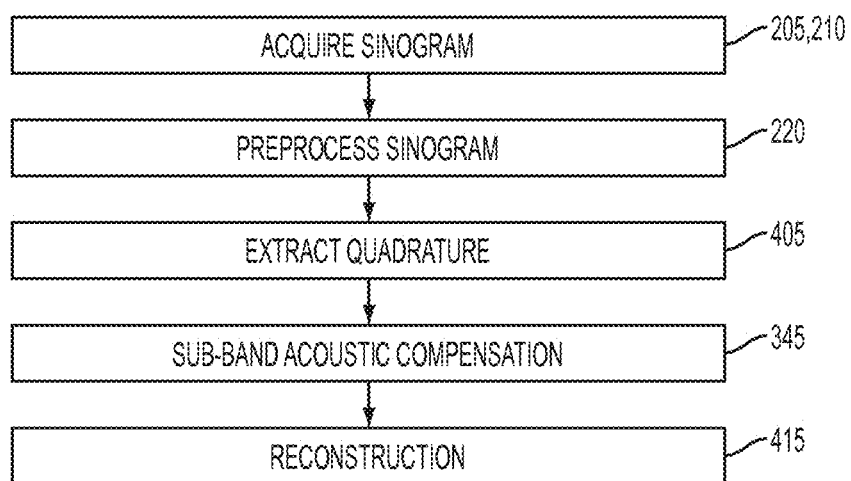 ACQUIRE SINOGRAM
205,210
PREPROCESS SINOGRAM
220
EXTRACT QUADRATURE
405
SUB-BAND ACOUSTIC COMPENSATION
345
RECONSTRUCTION
415